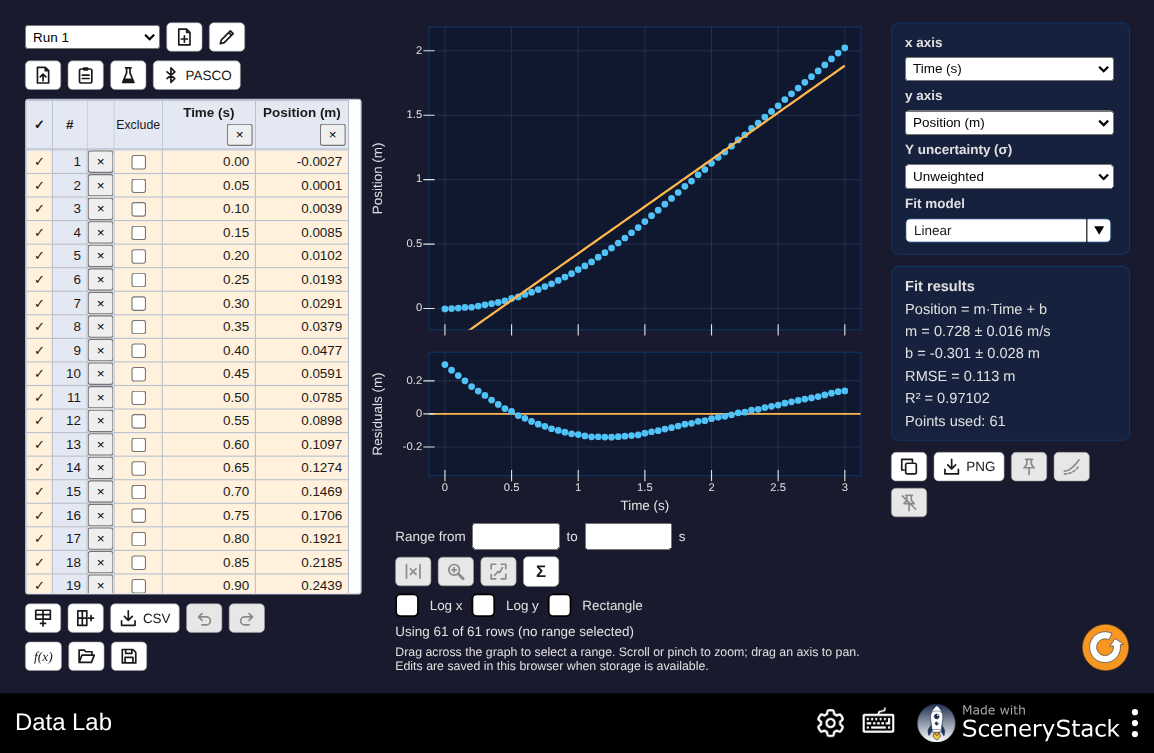 Run 1
PASCO
✓ # Exclude Time (s) Position (m)
× ×
✓ 1 × 0.00 -0.0027
✓ 2 × 0.05 0.0001
✓ 3 × 0.10 0.0039
✓ 4 × 0.15 0.0085
✓ 5 × 0.20 0.0102
✓ 6 × 0.25 0.0193
✓ 7 × 0.30 0.0291
✓ 8 × 0.35 0.0379
✓ 9 × 0.40 0.0477
✓ 10 × 0.45 0.0591
✓ 11 × 0.50 0.0785
✓ 12 × 0.55 0.0898
✓ 13 × 0.60 0.1097
✓ 14 × 0.65 0.1274
✓ 15 × 0.70 0.1469
✓ 16 × 0.75 0.1706
✓ 17 × 0.80 0.1921
✓ 18 × 0.85 0.2185
✓ 19 × 0.90 0.2439
CSV
f(x)
Position (m)
2
1.5
1
0.5
0
Residuals (m)
0.2
0
-0.2
0 0.5 1 1.5 2 2.5 3
Time (s)
Range from to s
|×| Σ
Log x Log y Rectangle
Using 61 of 61 rows (no range selected)
Drag across the graph to select a range. Scroll or pinch to zoom; drag an axis to pan.
Edits are saved in this browser when storage is available.
x axis
Time (s)
y axis
Position (m)
Y uncertainty (σ)
Unweighted
Fit model
Linear
Fit results
Position = m·Time + b
m = 0.728 ± 0.016 m/s
b = -0.301 ± 0.028 m
RMSE = 0.113 m
R² = 0.97102
Points used: 61
PNG
Data Lab
Made with
SceneryStack